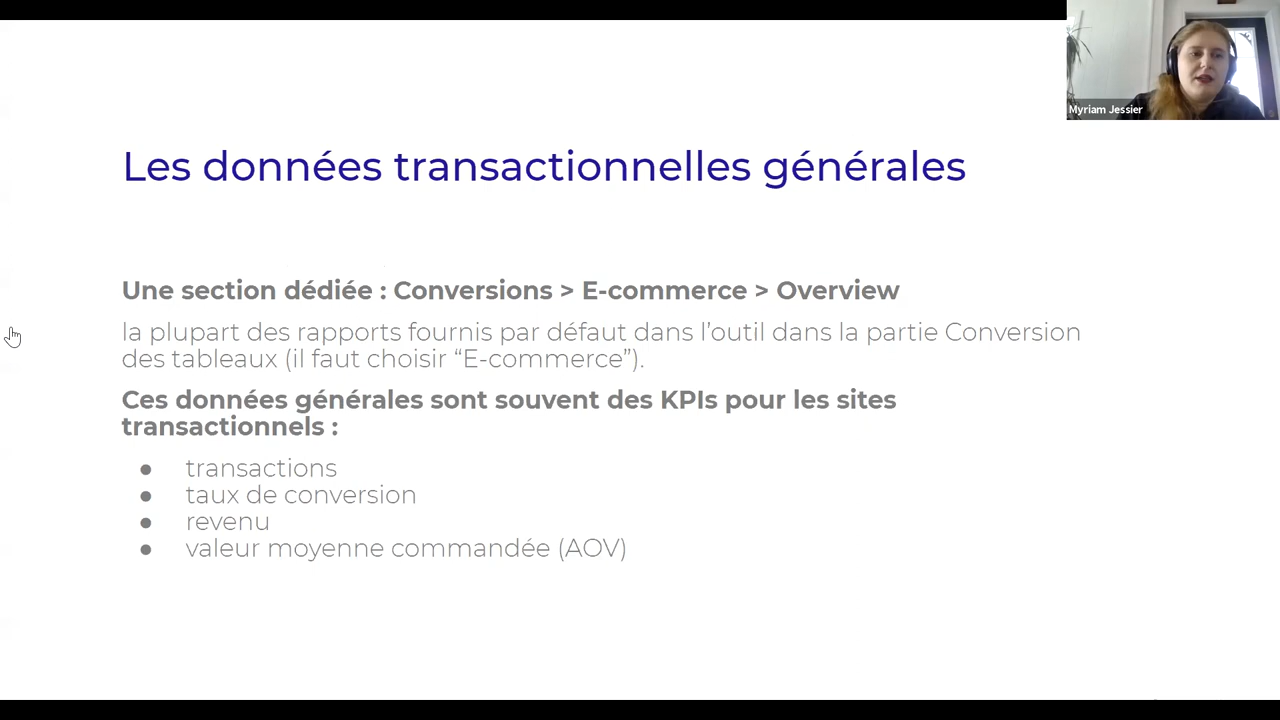 Myriam Jessier
Les données transactionnelles générales
Une section dédiée : Conversions > E-commerce > Overview
la plupart des rapports fournis par défaut dans l’outil dans la partie Conversion
des tableaux (il faut choisir “E-commerce”).
Ces données générales sont souvent des KPIs pour les sites
transactionnels :
● transactions
● taux de conversion
● revenu
● valeur moyenne commandée (AOV)